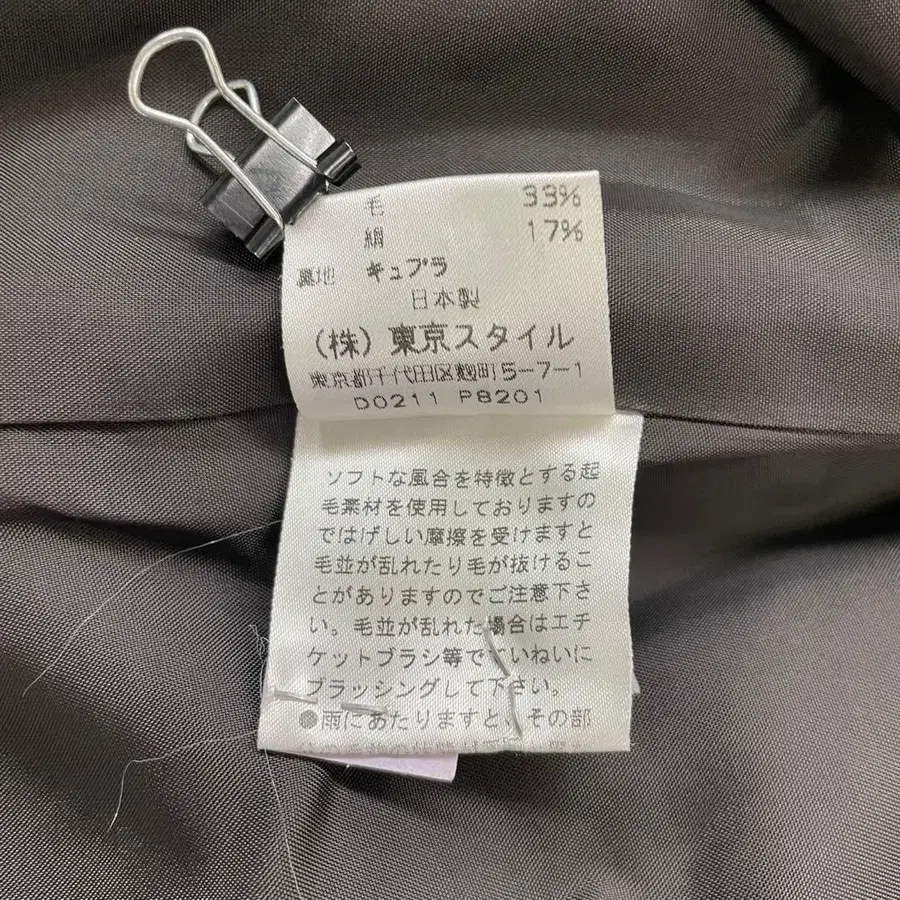 毛 33%
絹 17%
裏地 キュプラ
日本製
(株) 東京スタイル
東京都千代田区麹町5-7-1
D0211 P8201
ソフトな風合を特徴とする起
毛素材を使用しておりますの
ではげしい摩擦を受けますと
毛並が乱れたり毛が抜けるこ
とがありますのでご注意下さ
い。毛並が乱れた場合はエチ
ケットブラシ等でていねいに
ブラッシングして下さい。
●雨にあたりますと、その部